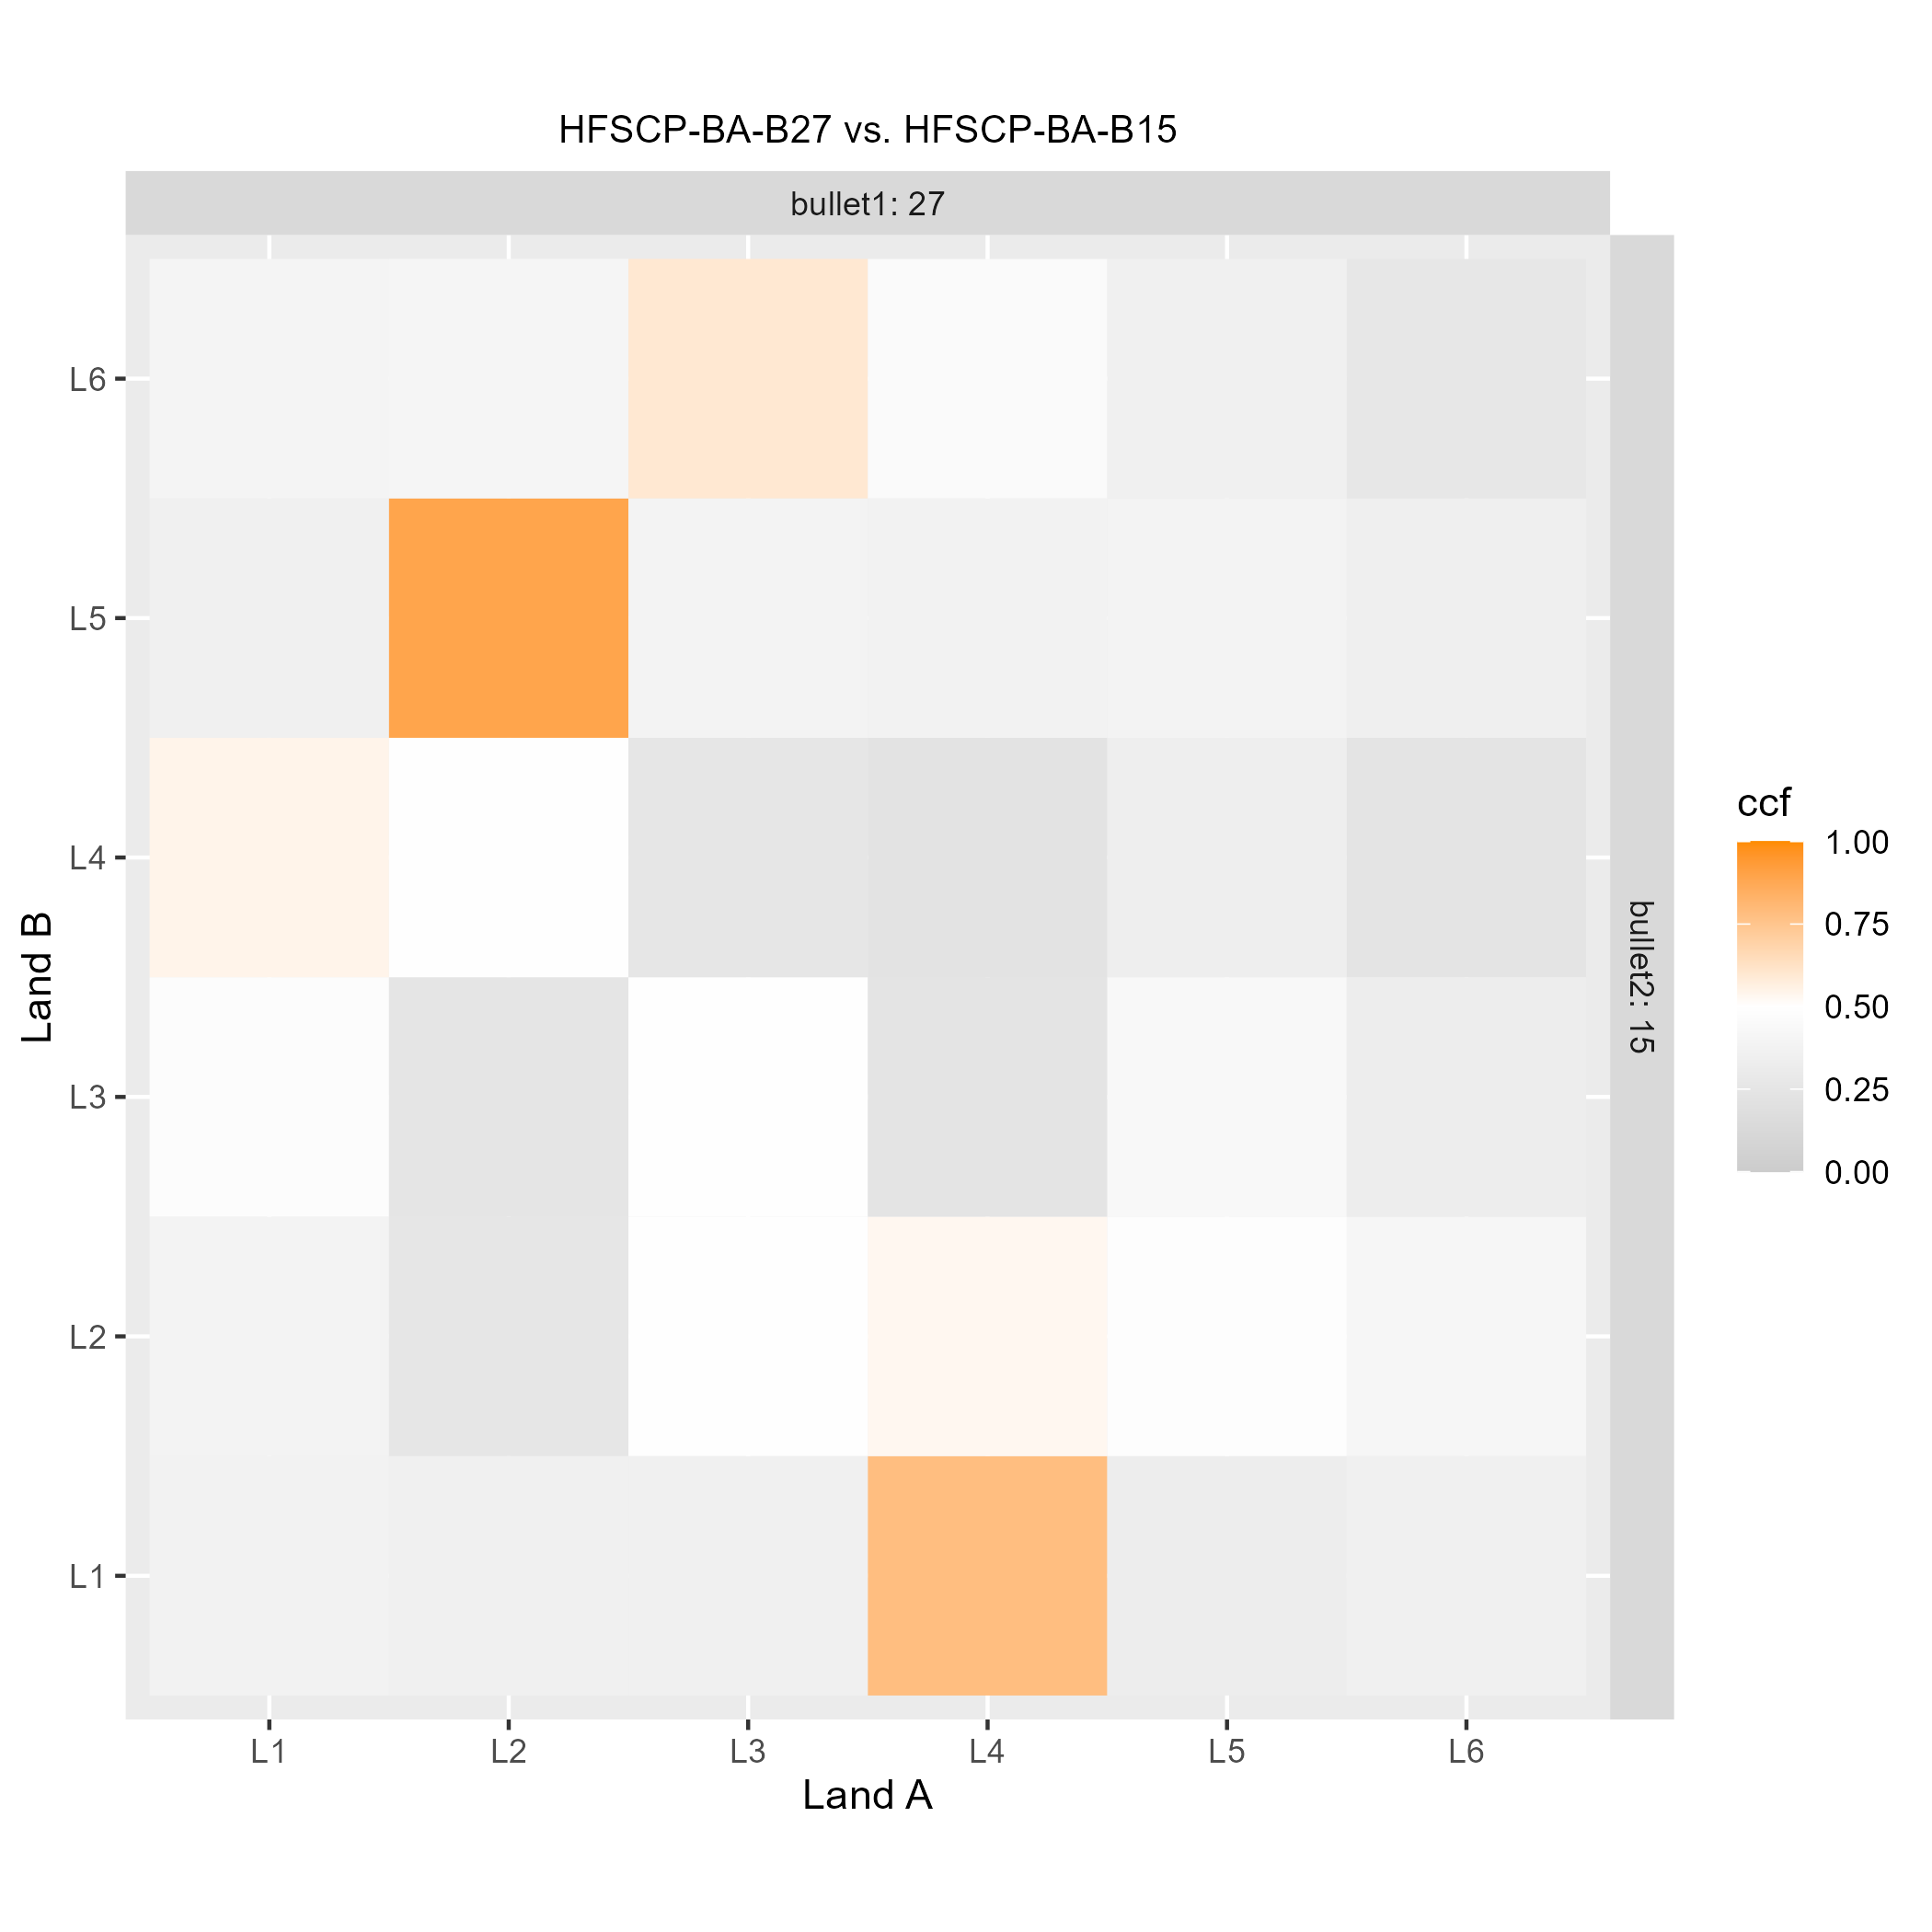 HFSCP-BA-B27 vs. HFSCP-BA-B15
bullet1: 27
L6
L5
L4
L3
L2
L1
Land B
bullet2: 15
ccf
1.00
0.75
0.50
0.25
0.00
L1 L2 L3 L4 L5 L6
Land A